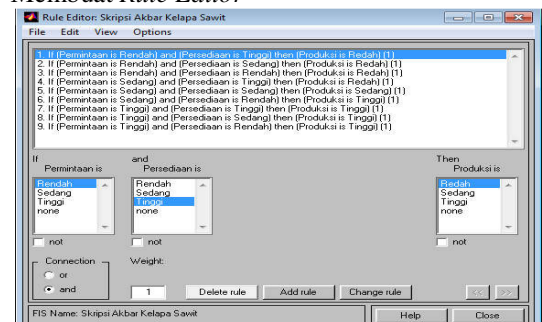 Membuat Rule Editor
Rule Editor: Skripsi Akbar Kelapa Sawit
File Edit View Options
1. If (Permintaan is Rendah) and (Persediaan is Tinggi) then (Produksi is Redah) (1)
2. If (Permintaan is Rendah) and (Persediaan is Sedang) then (Produksi is Redah) (1)
3. If (Permintaan is Rendah) and (Persediaan is Rendah) then (Produksi is Redah) (1)
4. If (Permintaan is Sedang) and (Persediaan is Tinggi) then (Produksi is Redah) (1)
5. If (Permintaan is Sedang) and (Persediaan is Sedang) then (Produksi is Sedang) (1)
6. If (Permintaan is Sedang) and (Persediaan is Rendah) then (Produksi is Tinggi) (1)
7. If (Permintaan is Tinggi) and (Persediaan is Tinggi) then (Produksi is Tinggi) (1)
8. If (Permintaan is Tinggi) and (Persediaan is Sedang) then (Produksi is Tinggi) (1)
9. If (Permintaan is Tinggi) and (Persediaan is Rendah) then (Produksi is Tinggi) (1)
If and Then
Permintaan is Persediaan is Produksi is
Rendah Rendah Redah
Sedang Sedang Sedang
Tinggi Tinggi Tinggi
none none none
not not not
Connection Weight:
or
and 1 Delete rule Add rule Change rule << >>
FIS Name: Skripsi Akbar Kelapa Sawit Help Close